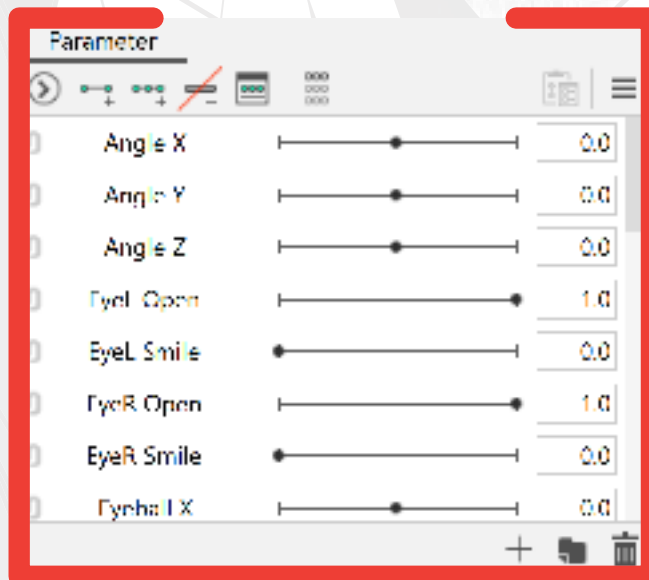 Parameter
Angle X 0.0
Angle Y 0.0
Angle Z 0.0
EyeL Open 1.0
EyeL Smile 0.0
EyeR Open 1.0
EyeR Smile 0.0
Eyeball X 0.0